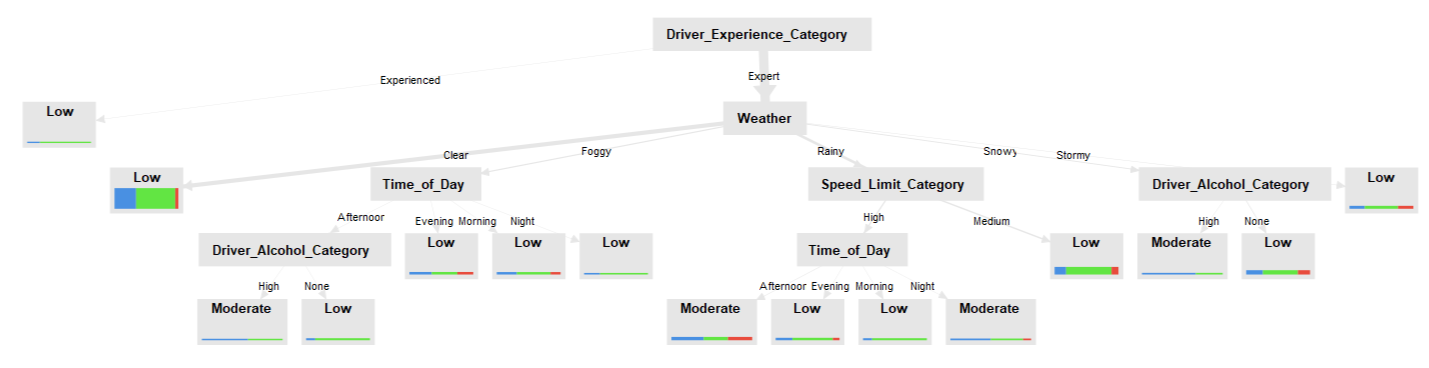 Driver_Experience_Category
Experienced
Expert
Low
Weather
Clear
Foggy
Rainy
Snowy
Stormy
Low
Time_of_Day
Speed_Limit_Category
Driver_Alcohol_Category
Low
Afternoor
Evening
Morning
Night
High
Medium
High
None
Driver_Alcohol_Category
Low
Low
Low
Time_of_Day
Low
Moderate
Low
High
None
Afternoor
Evening
Morning
Night
Moderate
Low
Moderate
Low
Low
Moderate